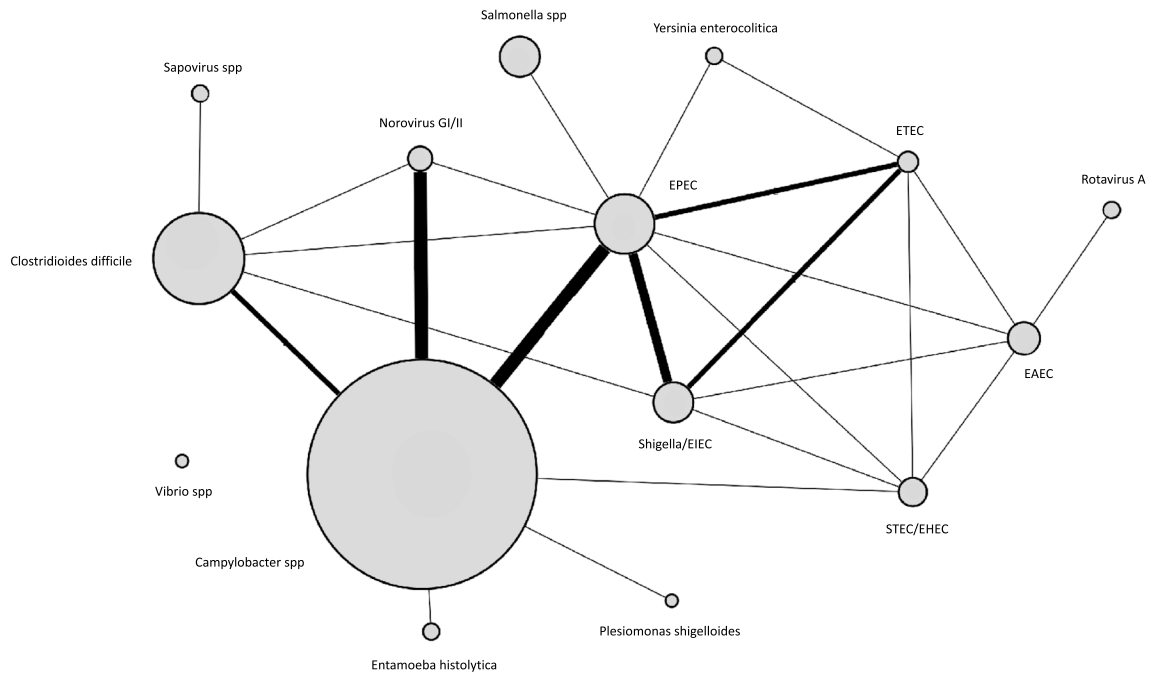 Salmonella spp
Yersinia enterocolitica
Sapovirus spp
Norovirus GI/II
ETEC
Rotavirus A
EPEC
Clostridioides difficile
EAEC
Shigella/EIEC
Vibrio spp
STEC/EHEC
Campylobacter spp
Plesiomonas shigelloides
Entamoeba histolytica